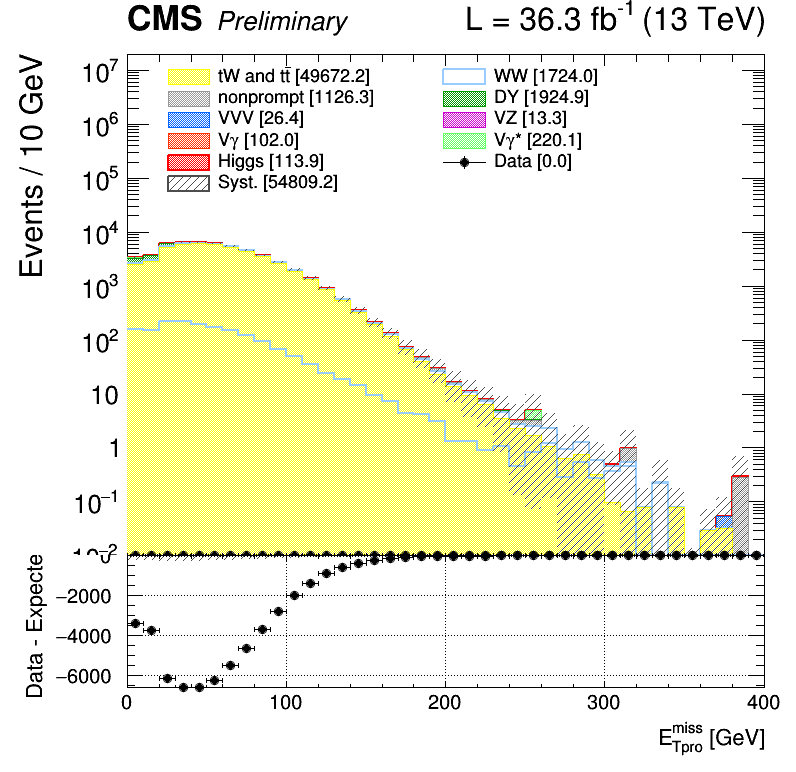 CMS Preliminary L = 36.3 fb⁻¹ (13 TeV)
Events / 10 GeV
10⁷
10⁶
10⁵
10⁴
10³
10²
10
1
10⁻¹
tW and tt̄ [49672.2]
nonprompt [1126.3]
VVV [26.4]
Vγ [102.0]
Higgs [113.9]
Syst. [54809.2]
WW [1724.0]
DY [1924.9]
VZ [13.3]
Vγ* [220.1]
Data [0.0]
Data - Expecte
0
−2000
−4000
−6000
0 100 200 300 400
E_Tpro^miss [GeV]